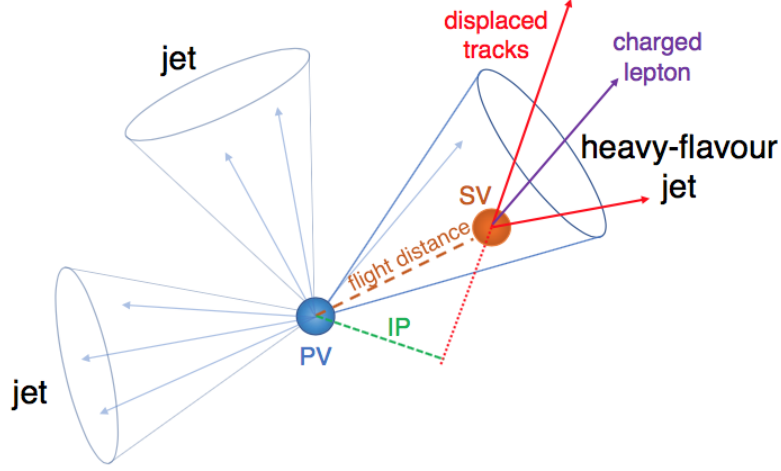 displaced
tracks
charged
lepton
jet
heavy-flavour
jet
SV
flight distance
IP
PV
jet